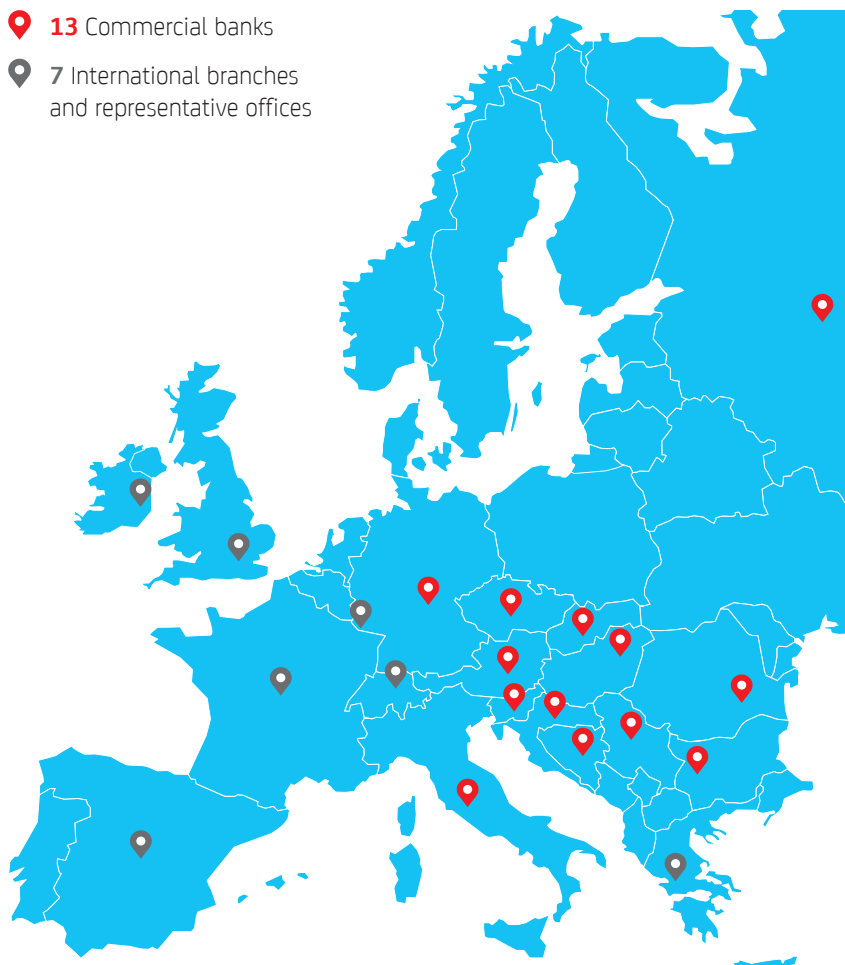 13 Commercial banks
7 International branches
and representative offices